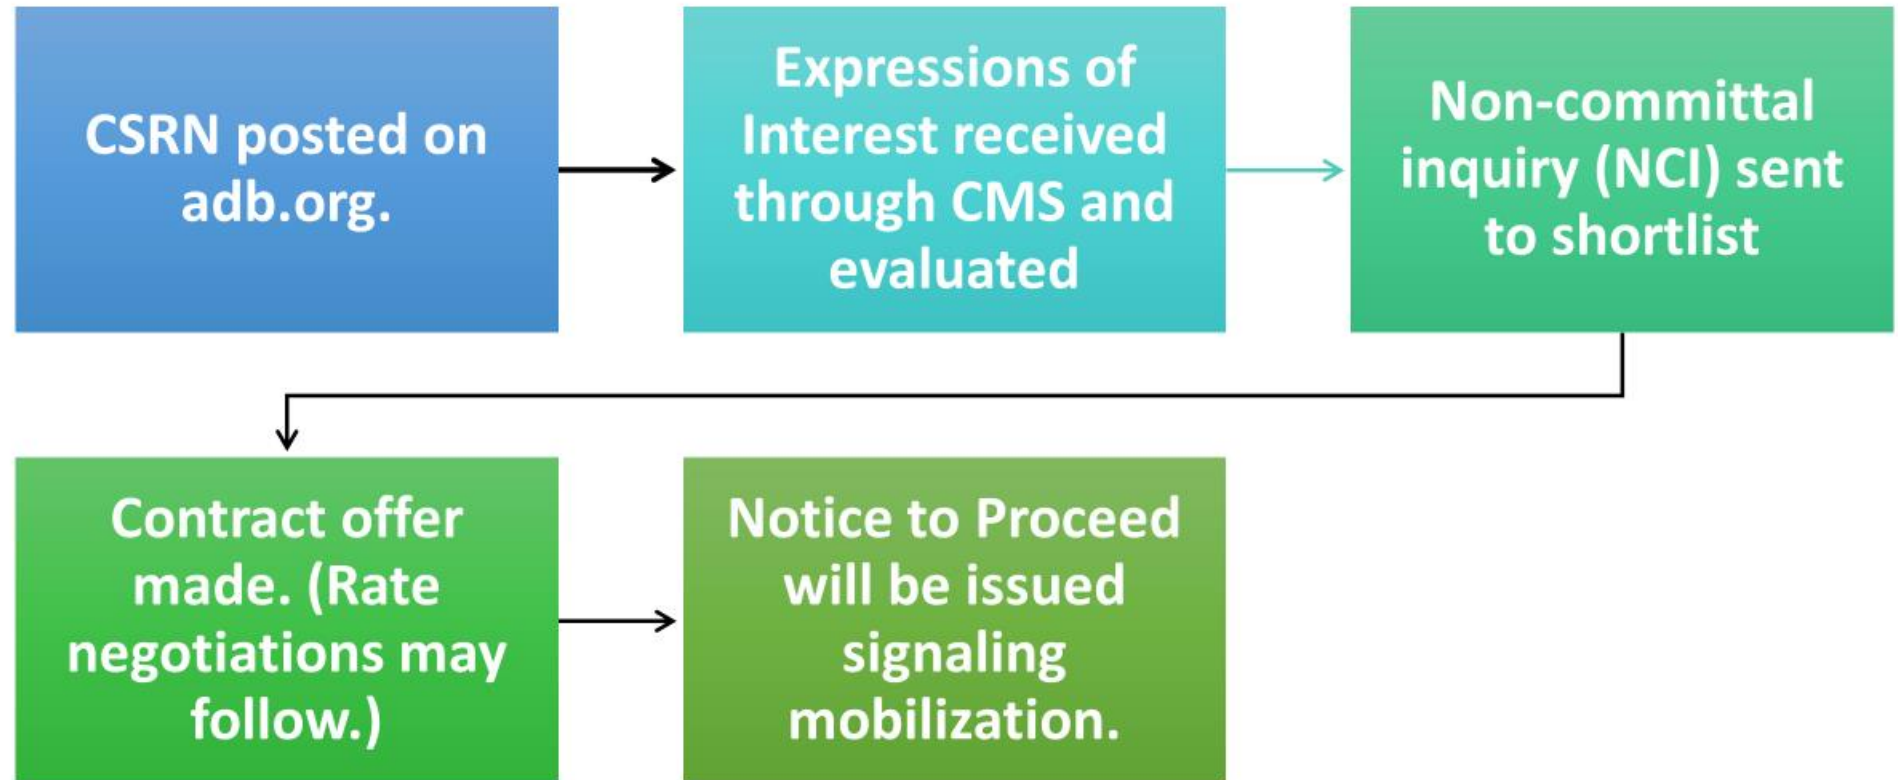 CSRN posted on
adb.org.
Expressions of
Interest received
through CMS and
evaluated
Non-committal
inquiry (NCI) sent
to shortlist
Contract offer
made. (Rate
negotiations may
follow.)
Notice to Proceed
will be issued
signaling
mobilization.